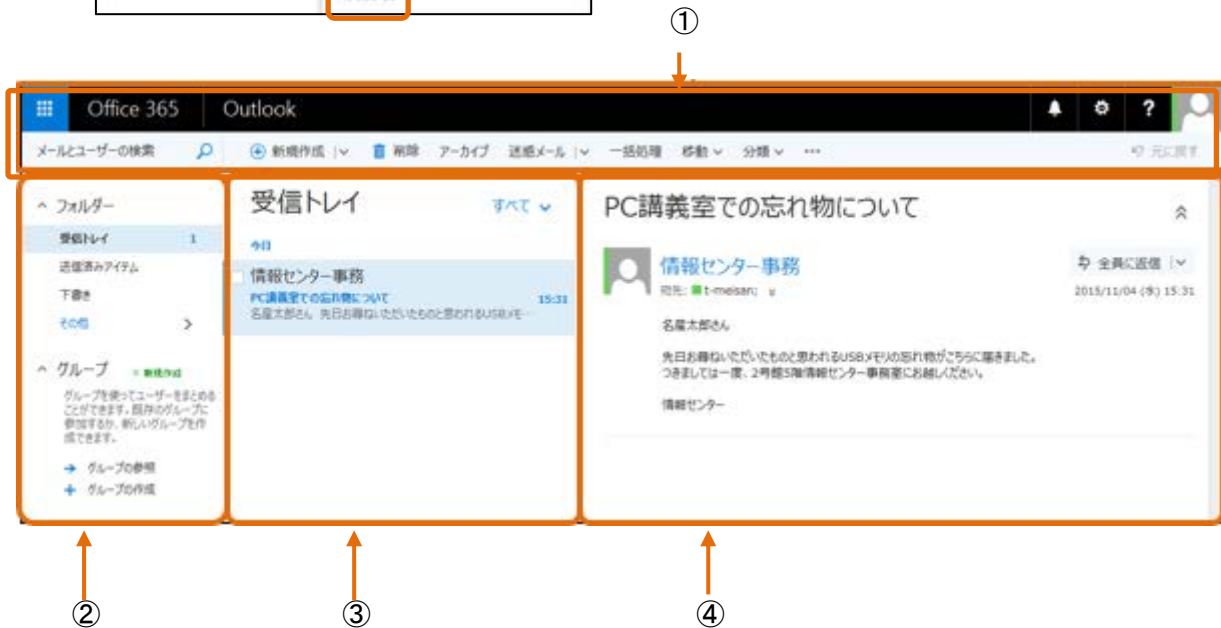 ①
Office 365 Outlook ?
メールとユーザーの検索 新規作成 削除 アーカイブ 迷惑メール 一括処理 移動 分類 ... 元に戻す
フォルダー
受信トレイ 1
送信済みアイテム
下書き
その他
グループ 新規作成
グループを使ってユーザーをまとめる
ことができます。既存のグループに
参加するか、新しいグループを作
成できます。
グループの参照
グループの作成
受信トレイ すべて
今日
情報センター事務
PC講義室での忘れ物について 15:31
名産太郎さん 先日お尋ねいただいたものと思われるUSBメモ…
PC講義室での忘れ物について
情報センター事務
全員に返信
宛先: t-meisan;
2015/11/04 (水) 15:31
名産太郎さん
先日お尋ねいただいたものと思われるUSBメモリの忘れ物がこちらに届きました。
つきましては一度、2号館5階情報センター事務室にお越しください。
情報センター
② ③ ④